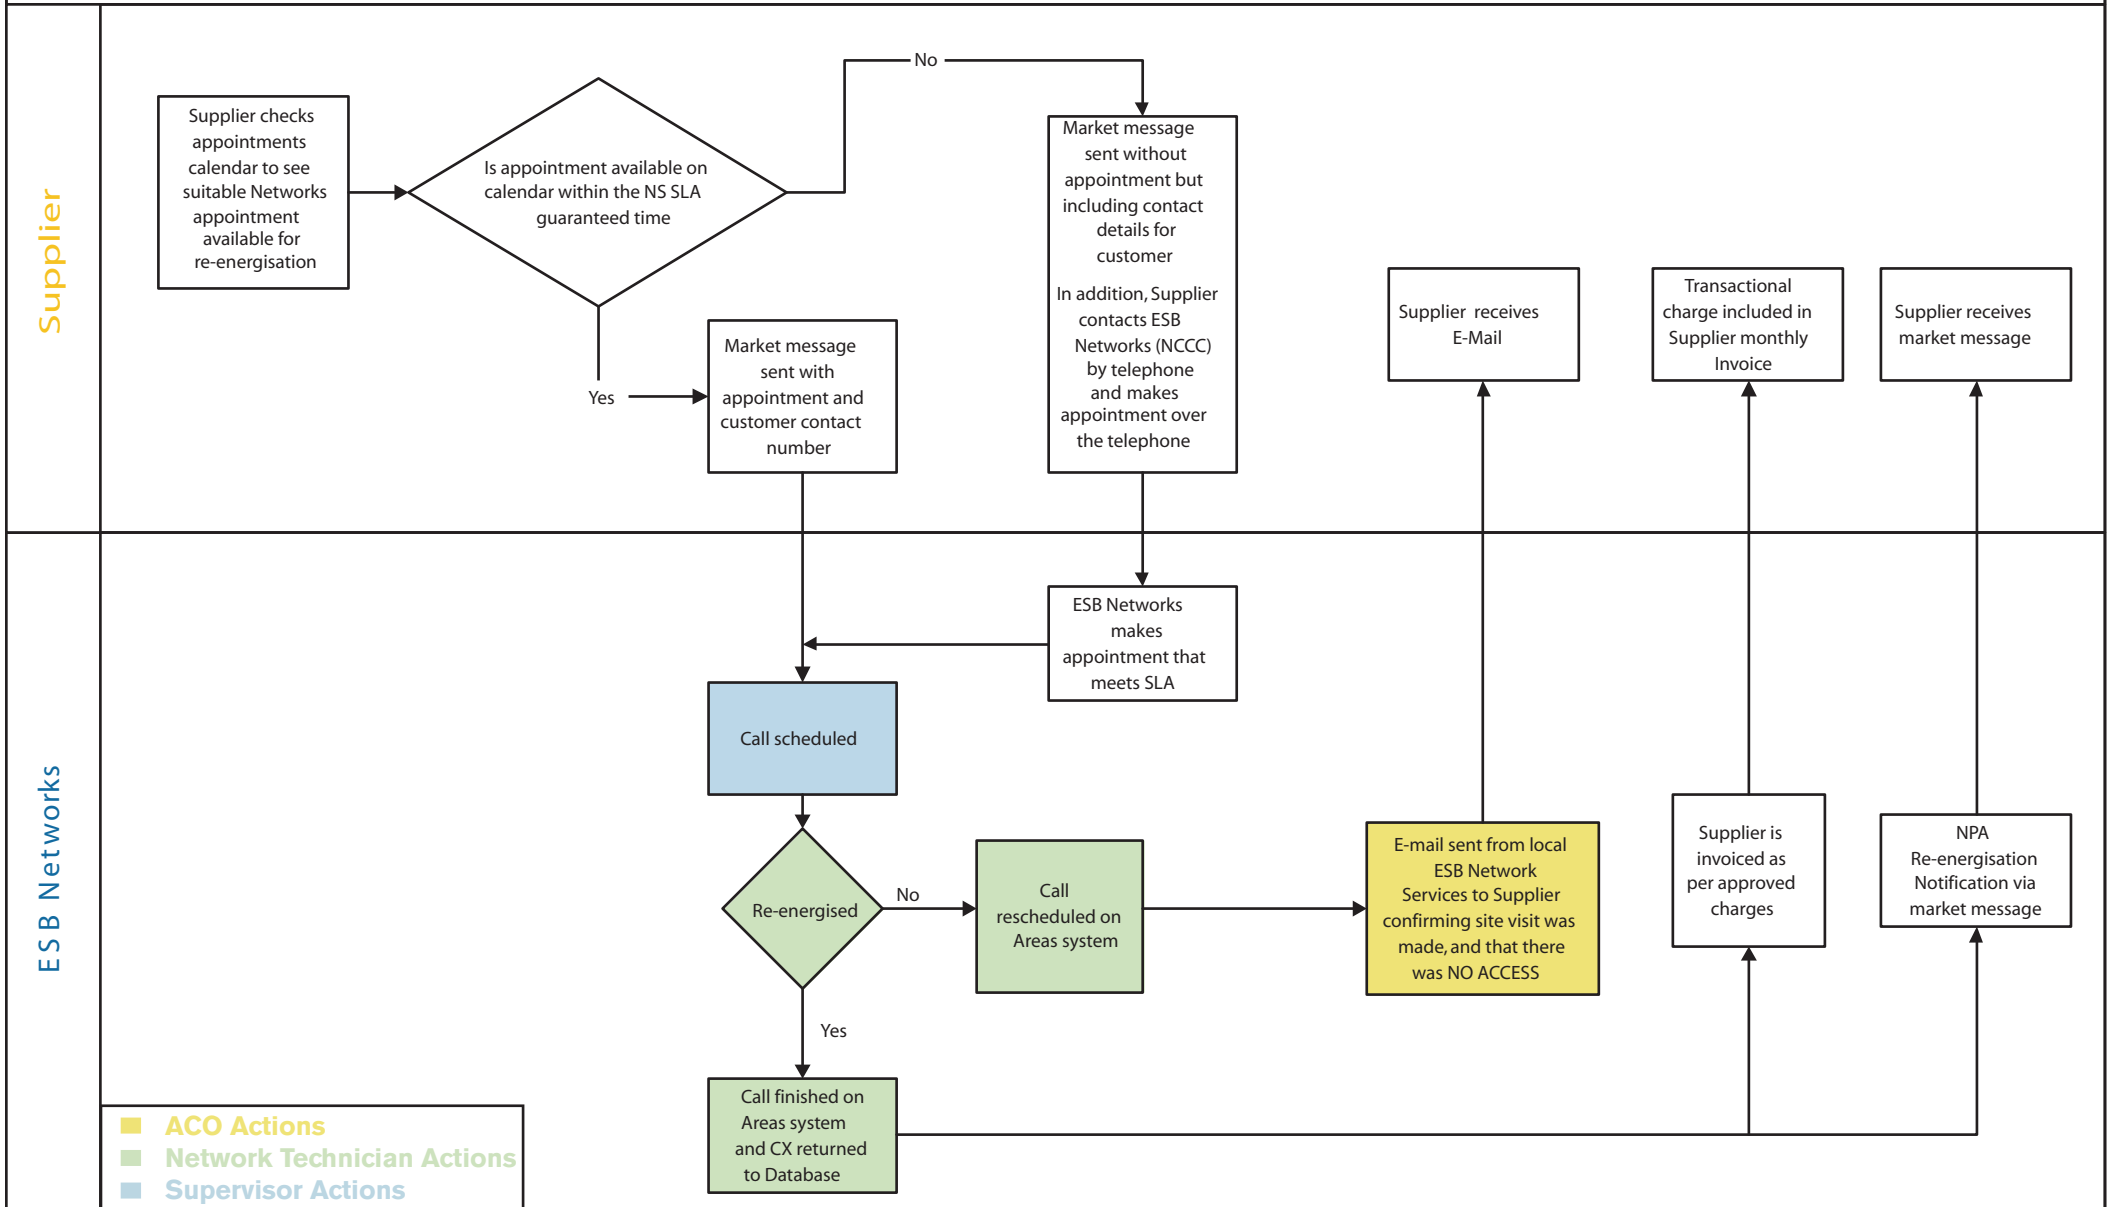 Supplier
Supplier checks
appointments
calendar to see
suitable Networks
appointment
available for
re-energisation
Is appointment available on
calendar within the NS SLA
guaranteed time
No
Yes
Market message
sent with
appointment and
customer contact
number
Market message
sent without
appointment but
including contact
details for
customer
In addition, Supplier
contacts ESB
Networks (NCCC)
by telephone
and makes
appointment over
the telephone
Supplier receives
E-Mail
Transactional
charge included in
Supplier monthly
Invoice
Supplier receives
market message
ESB Networks
ESB Networks
makes
appointment that
meets SLA
Call scheduled
Re-energised
No
Call
rescheduled on
Areas system
E-mail sent from local
ESB Network
Services to Supplier
confirming site visit was
made, and that there
was NO ACCESS
Supplier is
invoiced as
per approved
charges
NPA
Re-energisation
Notification via
market message
Yes
Call finished on
Areas system
and CX returned
to Database
ACO Actions
Network Technician Actions
Supervisor Actions